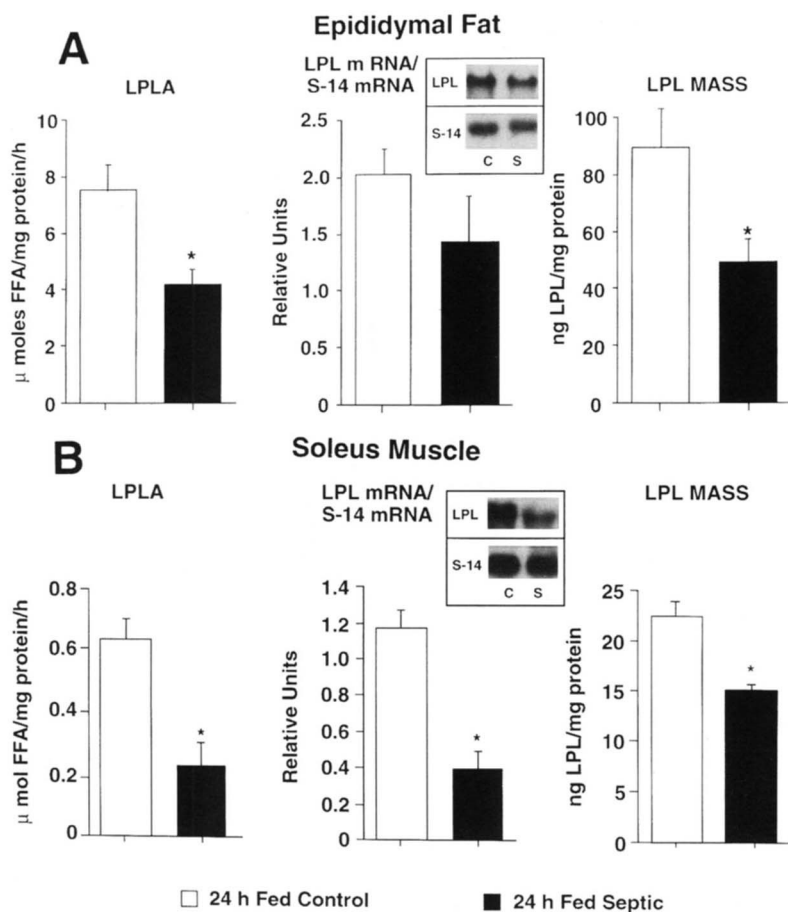 A
Epididymal Fat
LPLA
LPL m RNA/
S-14 mRNA
LPL
S-14
C S
LPL MASS
μ moles FFA/mg protein/h
10
8
6
4
2
0
*
Relative Units
2.5
2.0
1.5
1.0
0.5
0
ng LPL/mg protein
100
80
60
40
20
0
*
B
Soleus Muscle
LPLA
LPL mRNA/
S-14 mRNA
LPL
S-14
C S
LPL MASS
μ mol FFA/mg protein/h
0.8
0.6
0.4
0.2
0
*
Relative Units
1.4
1.2
1.0
0.8
0.6
0.4
0.2
0
*
ng LPL/mg protein
25
20
15
10
5
0
*
24 h Fed Control
24 h Fed Septic